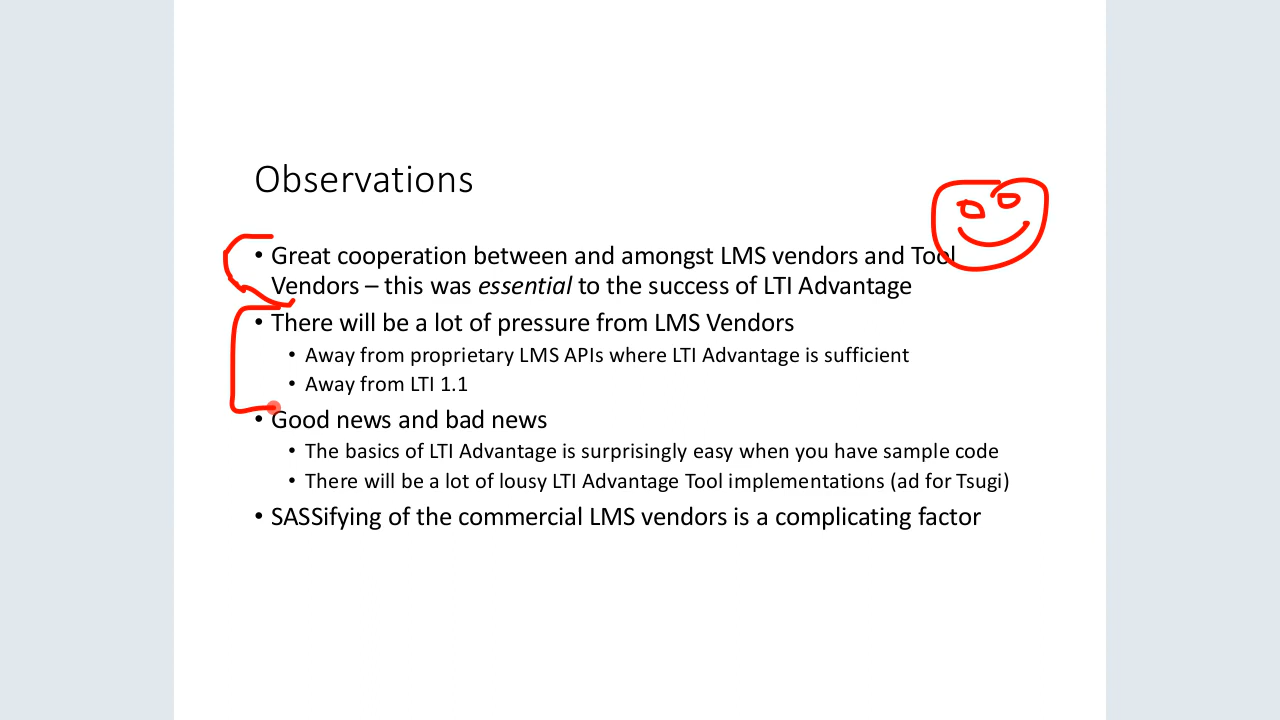 Observations
• Great cooperation between and amongst LMS vendors and Tool
Vendors – this was essential to the success of LTI Advantage
• There will be a lot of pressure from LMS Vendors
• Away from proprietary LMS APIs where LTI Advantage is sufficient
• Away from LTI 1.1
• Good news and bad news
• The basics of LTI Advantage is surprisingly easy when you have sample code
• There will be a lot of lousy LTI Advantage Tool implementations (ad for Tsugi)
• SASSifying of the commercial LMS vendors is a complicating factor